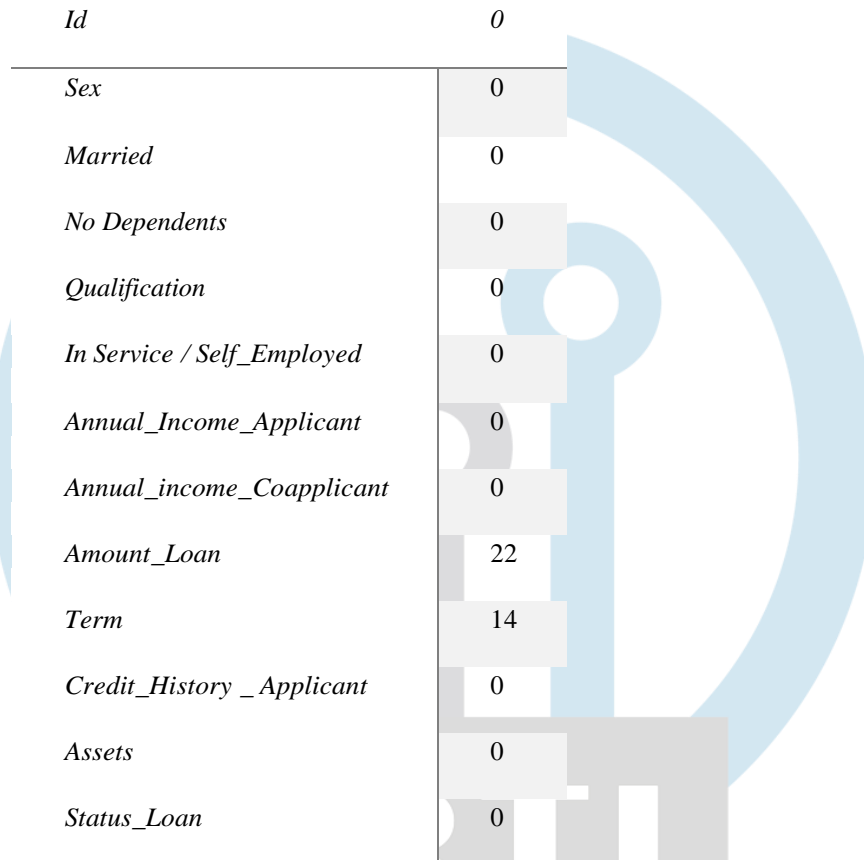 Id 0
Sex 0
Married 0
No Dependents 0
Qualification 0
In Service / Self_Employed 0
Annual_Income_Applicant 0
Annual_income_Coapplicant 0
Amount_Loan 22
Term 14
Credit_History _ Applicant 0
Assets 0
Status_Loan 0